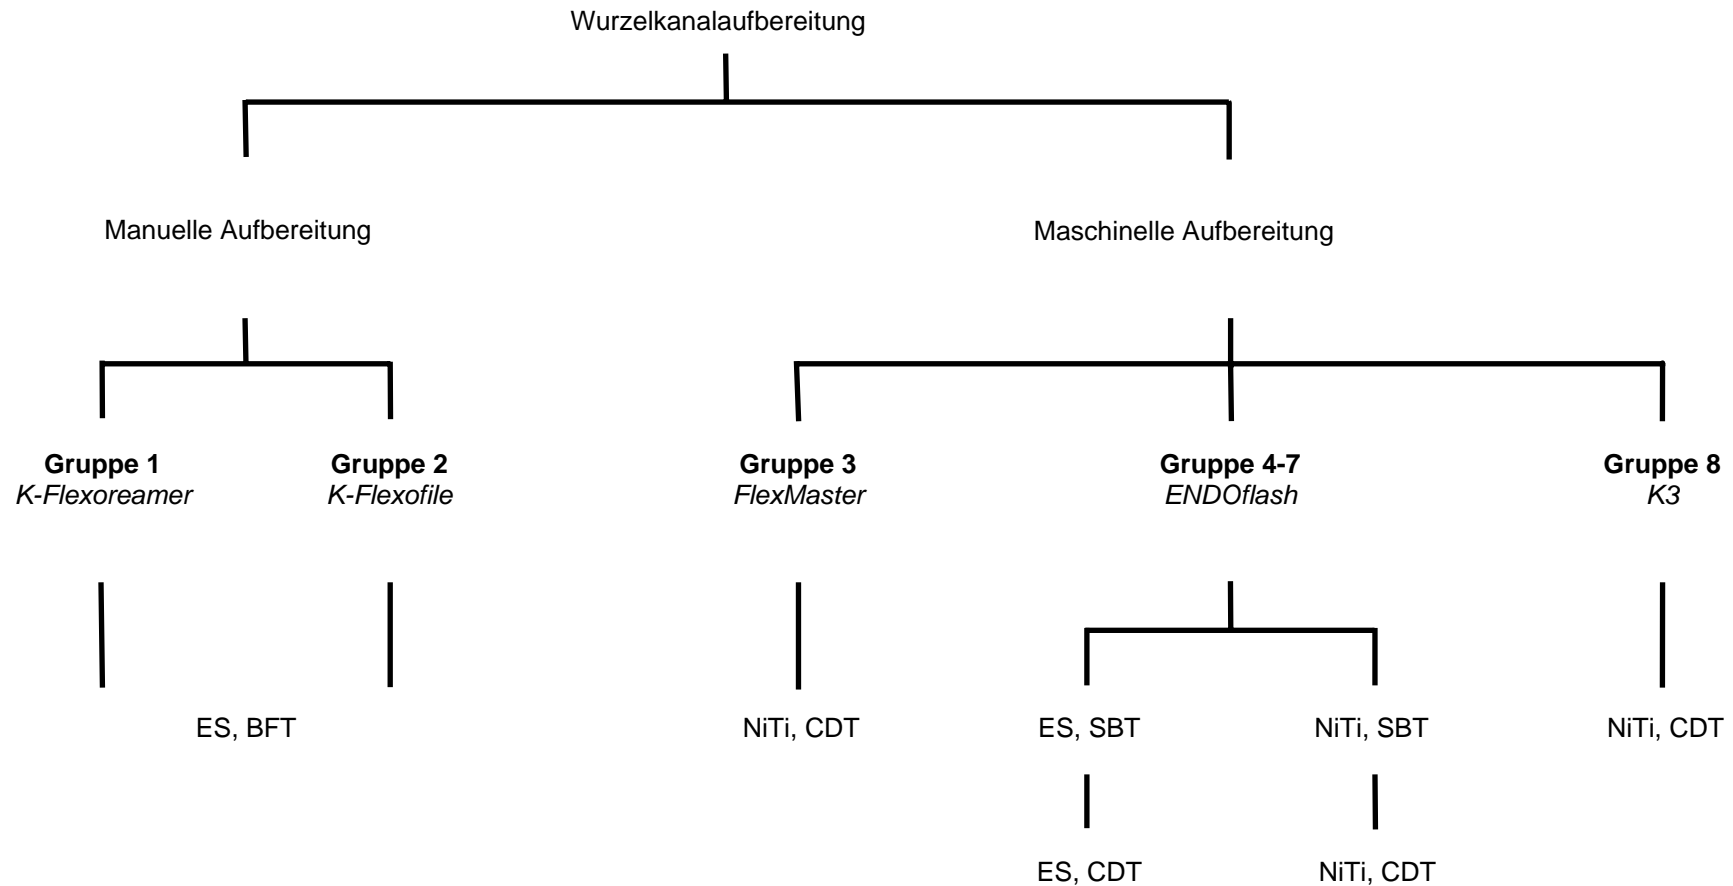 Wurzelkanalaufbereitung
Manuelle Aufbereitung
Maschinelle Aufbereitung
Gruppe 1
K-Flexoreamer
Gruppe 2
K-Flexofile
Gruppe 3
FlexMaster
Gruppe 4-7
ENDOflash
Gruppe 8
K3
ES, BFT
NiTi, CDT
ES, SBT
NiTi, SBT
NiTi, CDT
ES, CDT
NiTi, CDT